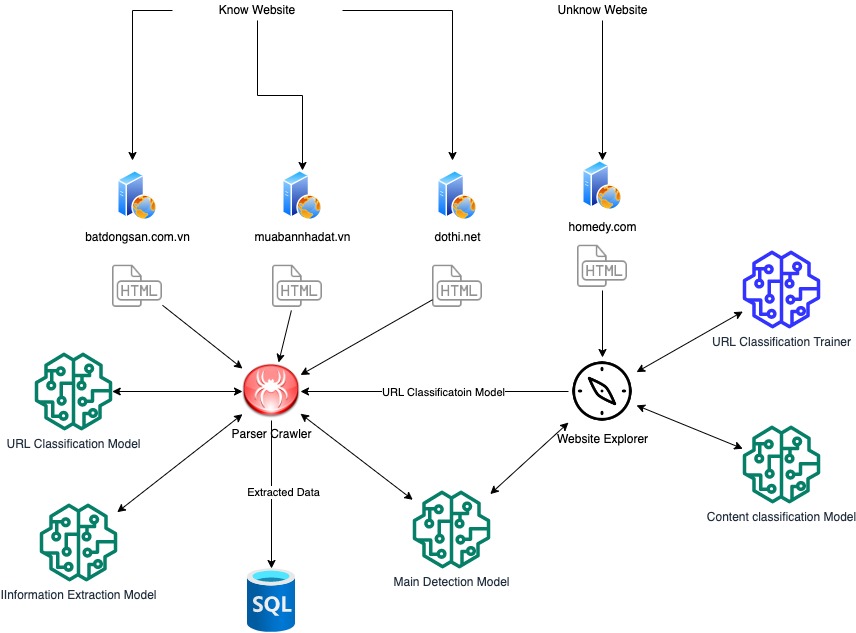 Know Website
Unknow Website
batdongsan.com.vn
muabannhadat.vn
dothi.net
homedy.com
HTML
HTML
HTML
HTML
URL Classification Trainer
URL Classificatoin Model
URL Classification Model
Parser Crawler
Website Explorer
Extracted Data
Content classification Model
Main Detection Model
IInformation Extraction Model
SQL